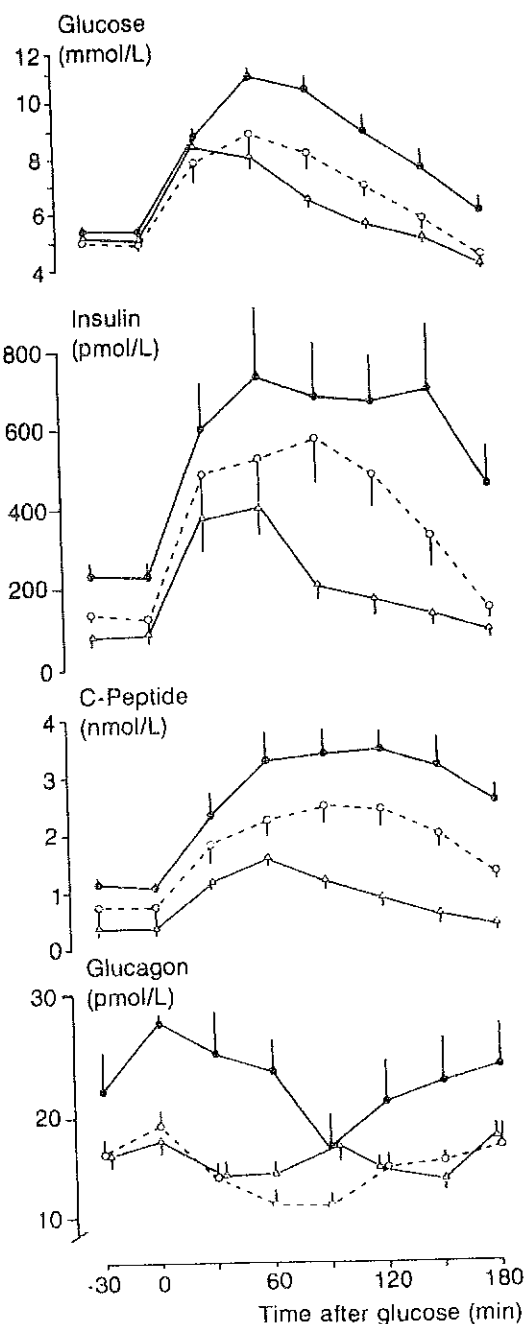 Glucose
(mmol/L)
12
10
8
6
4
Insulin
(pmol/L)
800
600
400
200
0
C-Peptide
(nmol/L)
4
3
2
1
0
Glucagon
(pmol/L)
30
20
10
-30 0 60 120 180
Time after glucose (min)